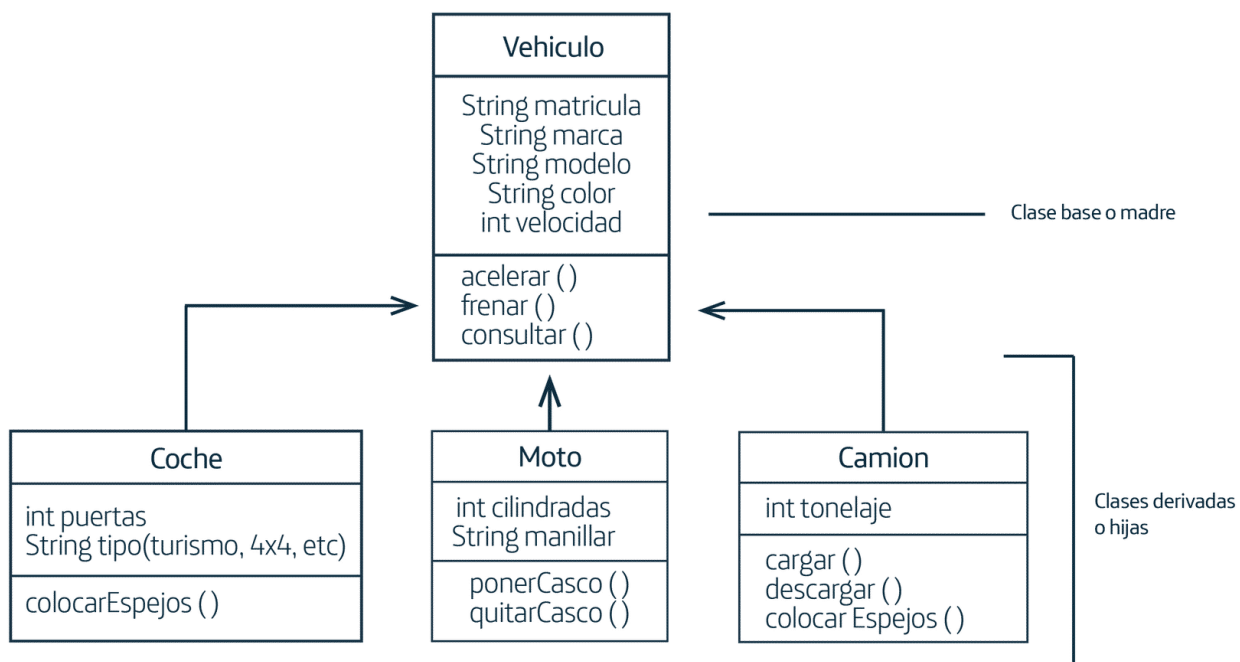 Vehiculo
String matricula
String marca
String modelo
String color
int velocidad
acelerar ( )
frenar ( )
consultar ( )
Clase base o madre
Coche
int puertas
String tipo(turismo, 4x4, etc)
colocarEspejos ( )
Moto
int cilindradas
String manillar
ponerCasco ( )
quitarCasco ( )
Camion
int tonelaje
cargar ( )
descargar ( )
colocar Espejos ( )
Clases derivadas
o hijas